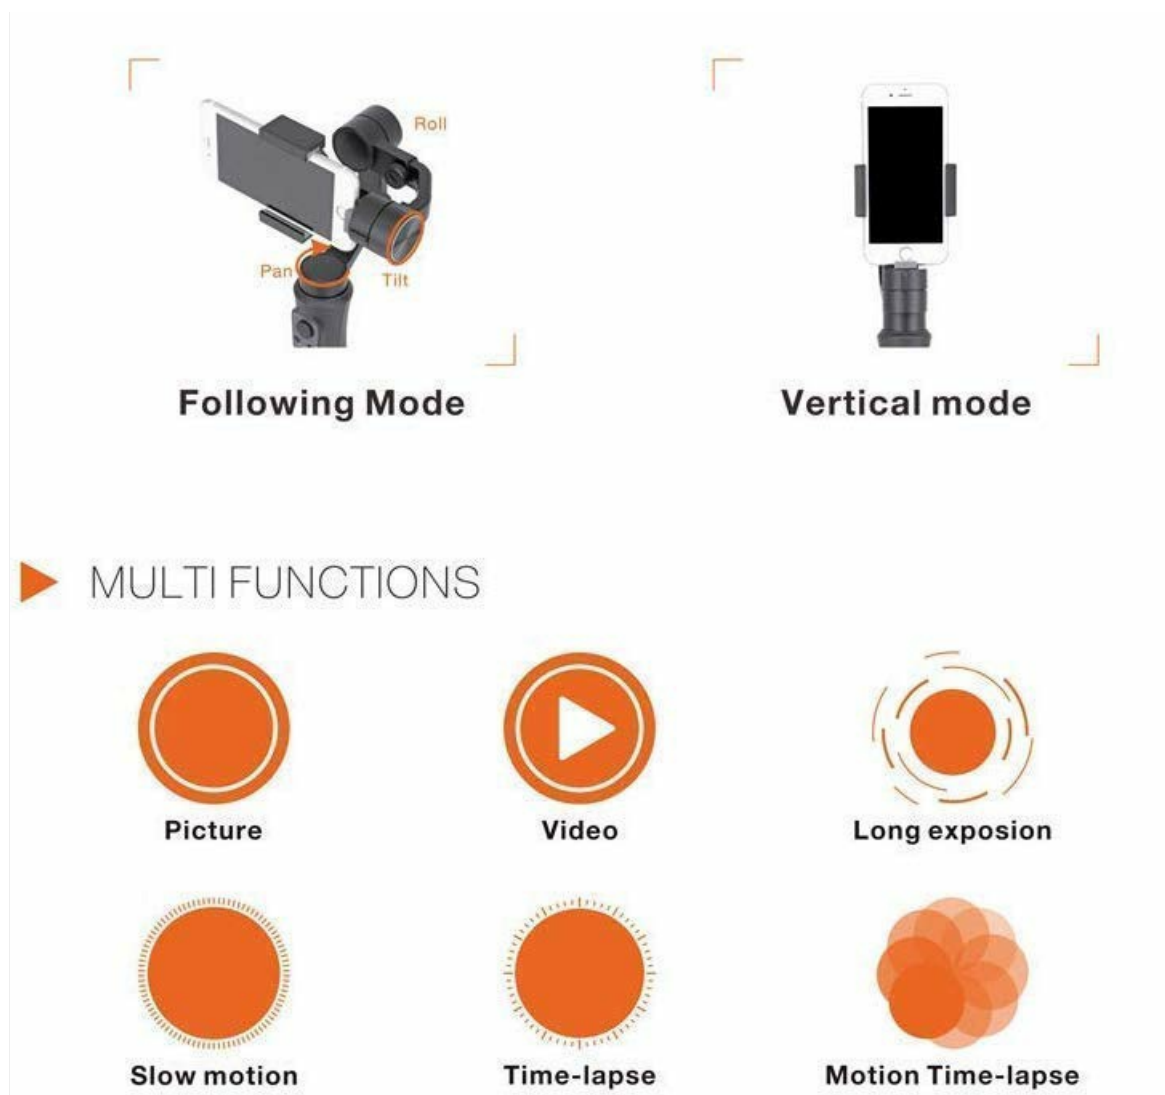 Roll
Pan
Tilt
Following Mode
Vertical mode
MULTI FUNCTIONS
Picture
Video
Long exposion
Slow motion
Time-lapse
Motion Time-lapse